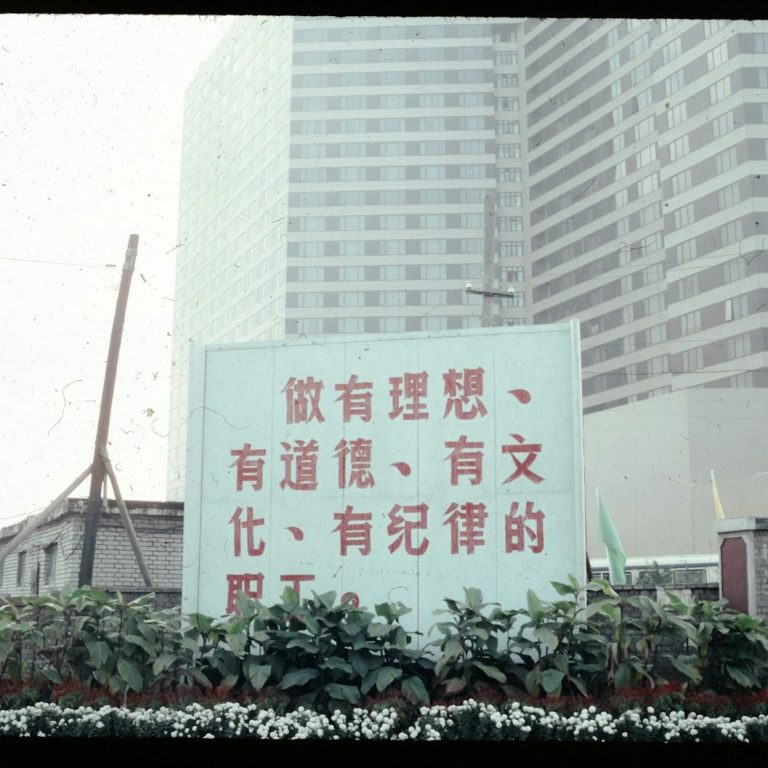 做有理想、
有道德、有文
化、有纪律的
职工。